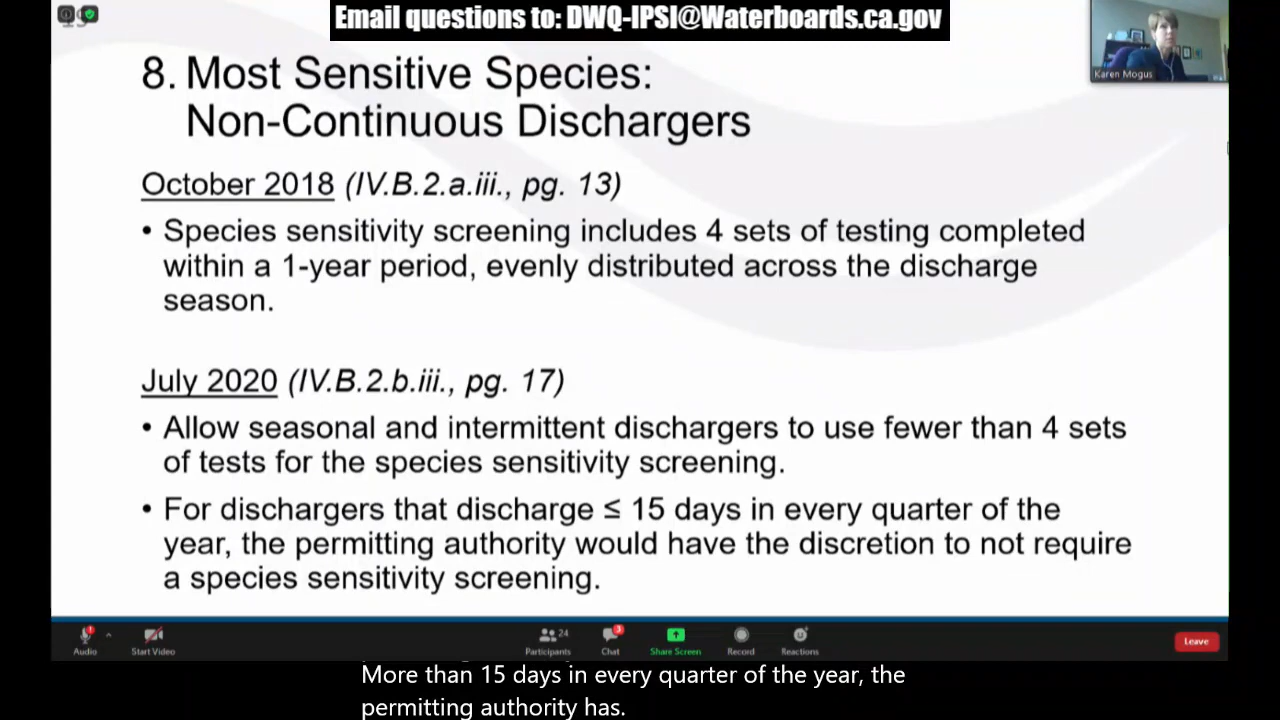 Email questions to: DWQ-IPSI@Waterboards.ca.gov
Karen Mogus
8. Most Sensitive Species:
Non-Continuous Dischargers
October 2018 (IV.B.2.a.iii., pg. 13)
• Species sensitivity screening includes 4 sets of testing completed
within a 1-year period, evenly distributed across the discharge
season.
July 2020 (IV.B.2.b.iii., pg. 17)
• Allow seasonal and intermittent dischargers to use fewer than 4 sets
of tests for the species sensitivity screening.
• For dischargers that discharge ≤ 15 days in every quarter of the
year, the permitting authority would have the discretion to not require
a species sensitivity screening.
1
24
3
Audio
Start Video
Participants
Chat
Share Screen
Record
Reactions
Leave
More than 15 days in every quarter of the year, the
permitting authority has.